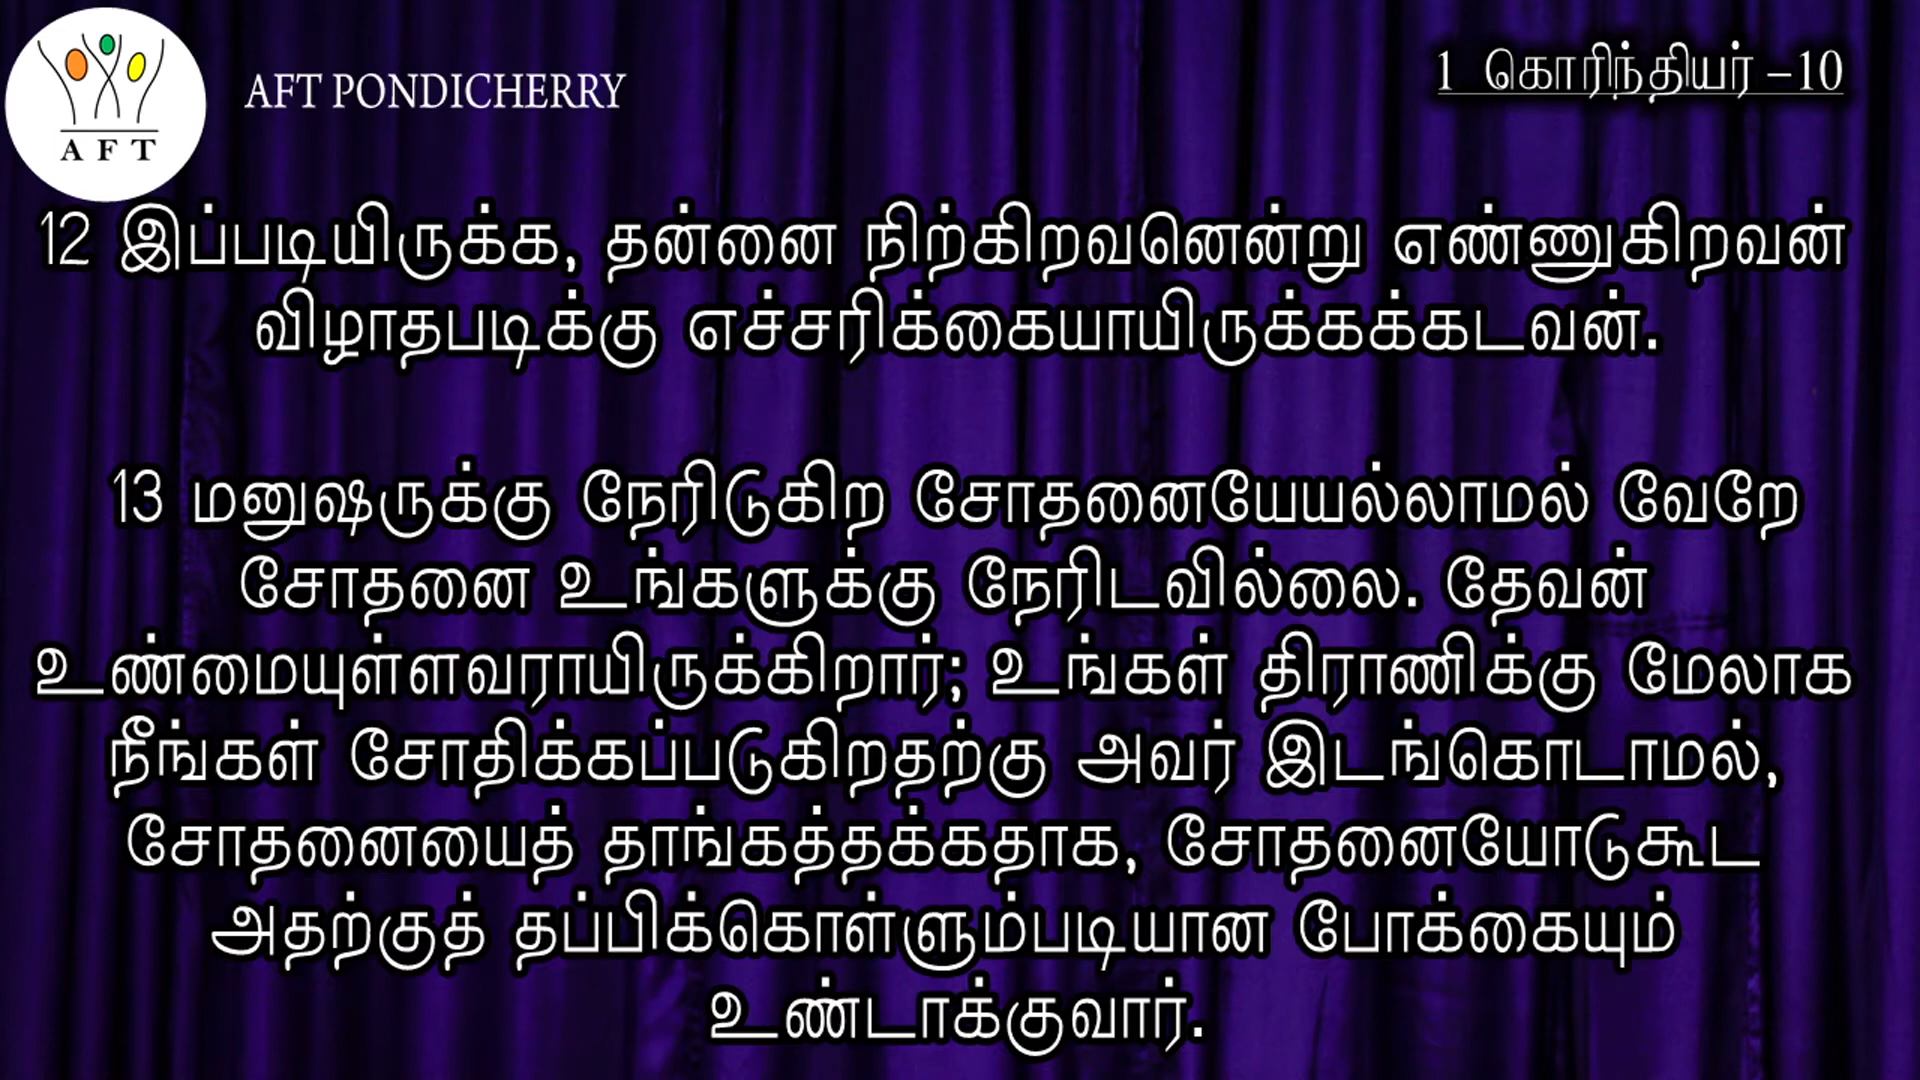 A F T
AFT PONDICHERRY
1 கொரிந்தியர் –10
12 இப்படியிருக்க, தன்னை நிற்கிறவனென்று எண்ணுகிறவன்
விழாதபடிக்கு எச்சரிக்கையாயிருக்கக்கடவன்.
13 மனுஷருக்கு நேரிடுகிற சோதனையேயல்லாமல் வேறே
சோதனை உங்களுக்கு நேரிடவில்லை. தேவன்
உண்மையுள்ளவராயிருக்கிறார்; உங்கள் திராணிக்கு மேலாக
நீங்கள் சோதிக்கப்படுகிறதற்கு அவர் இடங்கொடாமல்,
சோதனையைத் தாங்கத்தக்கதாக, சோதனையோடுகூட
அதற்குத் தப்பிக்கொள்ளும்படியான போக்கையும்
உண்டாக்குவார்.